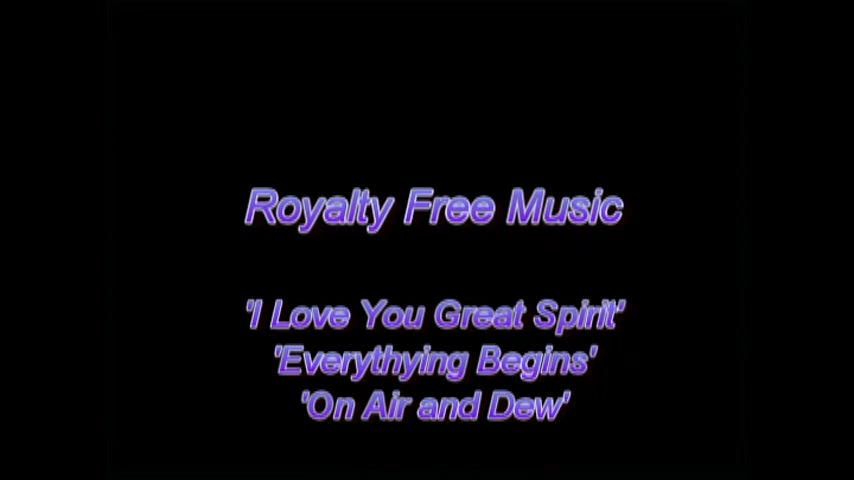 Royalty Free Music
'I Love You Great Spirit'
'Everythying Begins'
'On Air and Dew'